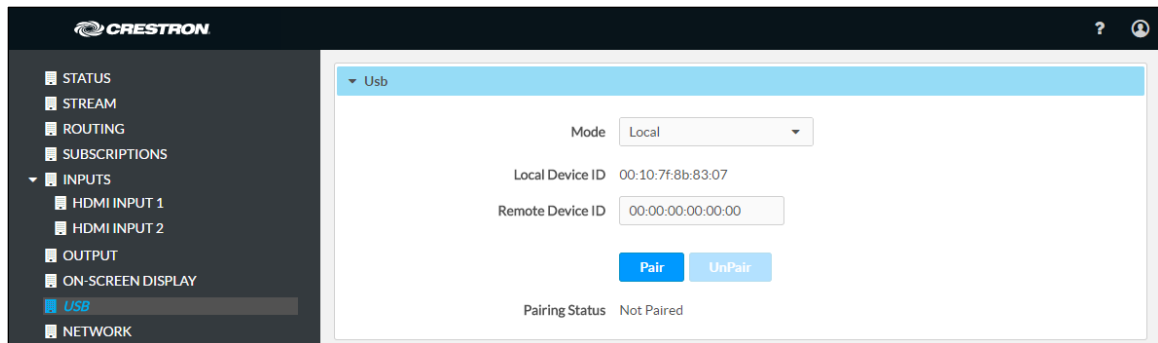 CRESTRON
?
STATUS
STREAM
ROUTING
SUBSCRIPTIONS
INPUTS
HDMI INPUT 1
HDMI INPUT 2
OUTPUT
ON-SCREEN DISPLAY
USB
NETWORK
Usb
Mode Local
Local Device ID 00:10:7f:8b:83:07
Remote Device ID 00:00:00:00:00:00
Pair UnPair
Pairing Status Not Paired